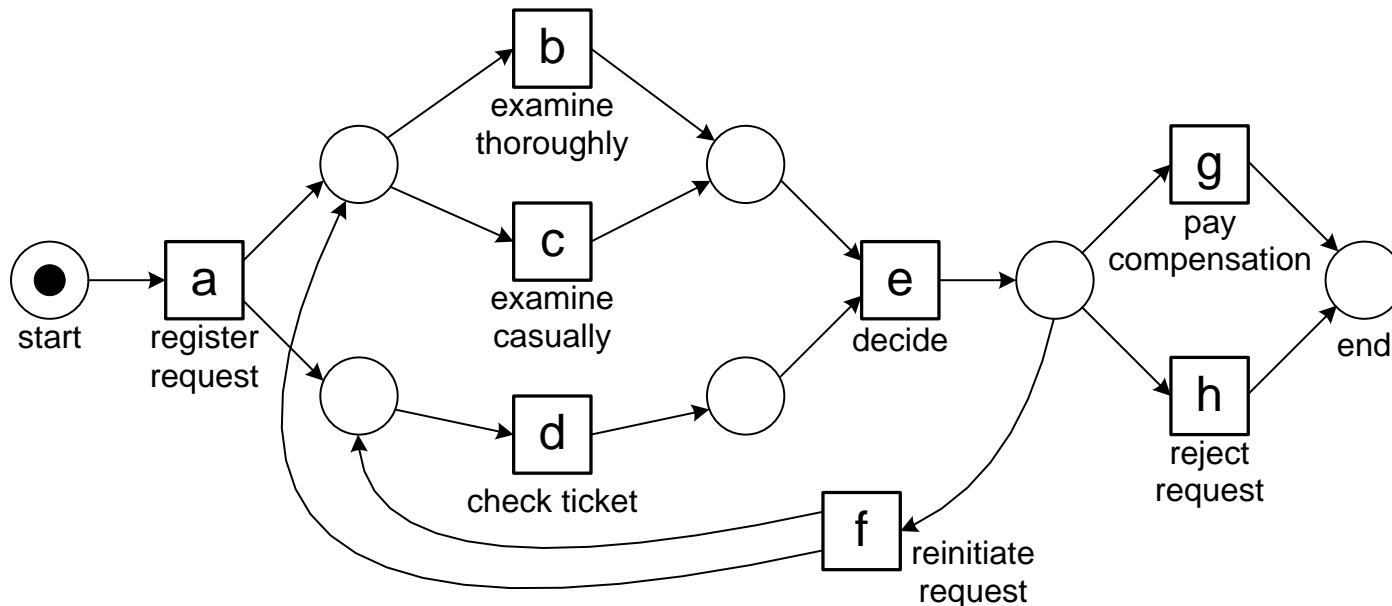 b
examine
thoroughly
c
examine
casually
start
a
register
request
d
check ticket
e
decide
g
pay
compensation
end
h
reject
request
f
reinitiate
request